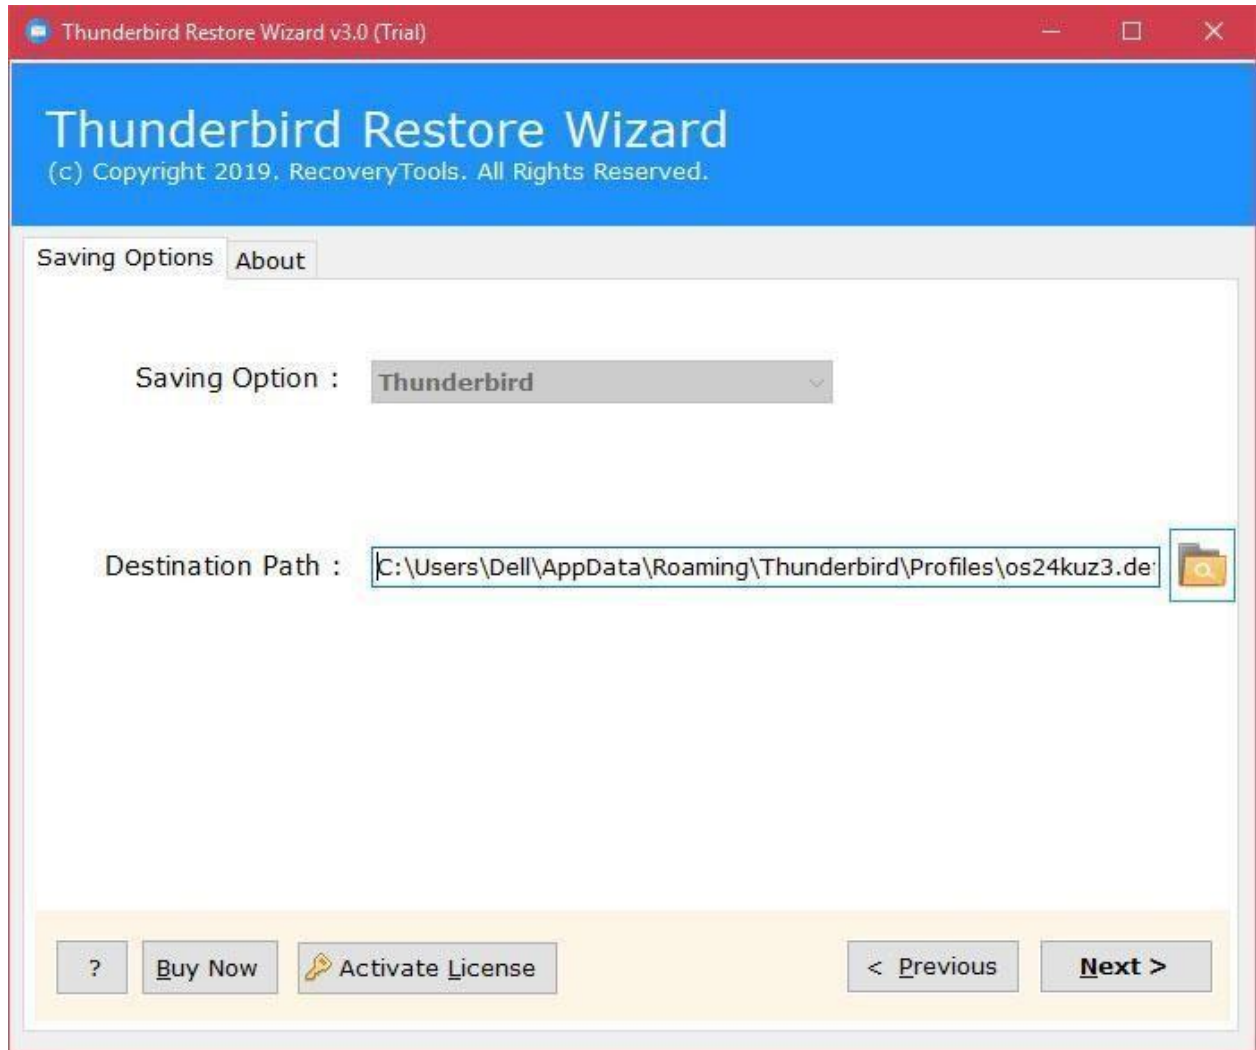 Thunderbird Restore Wizard v3.0 (Trial)
Thunderbird Restore Wizard
(c) Copyright 2019. RecoveryTools. All Rights Reserved.
Saving Options About
Saving Option : Thunderbird
Destination Path : C:\Users\Dell\AppData\Roaming\Thunderbird\Profiles\os24kuz3.de
? Buy Now Activate License < Previous Next >